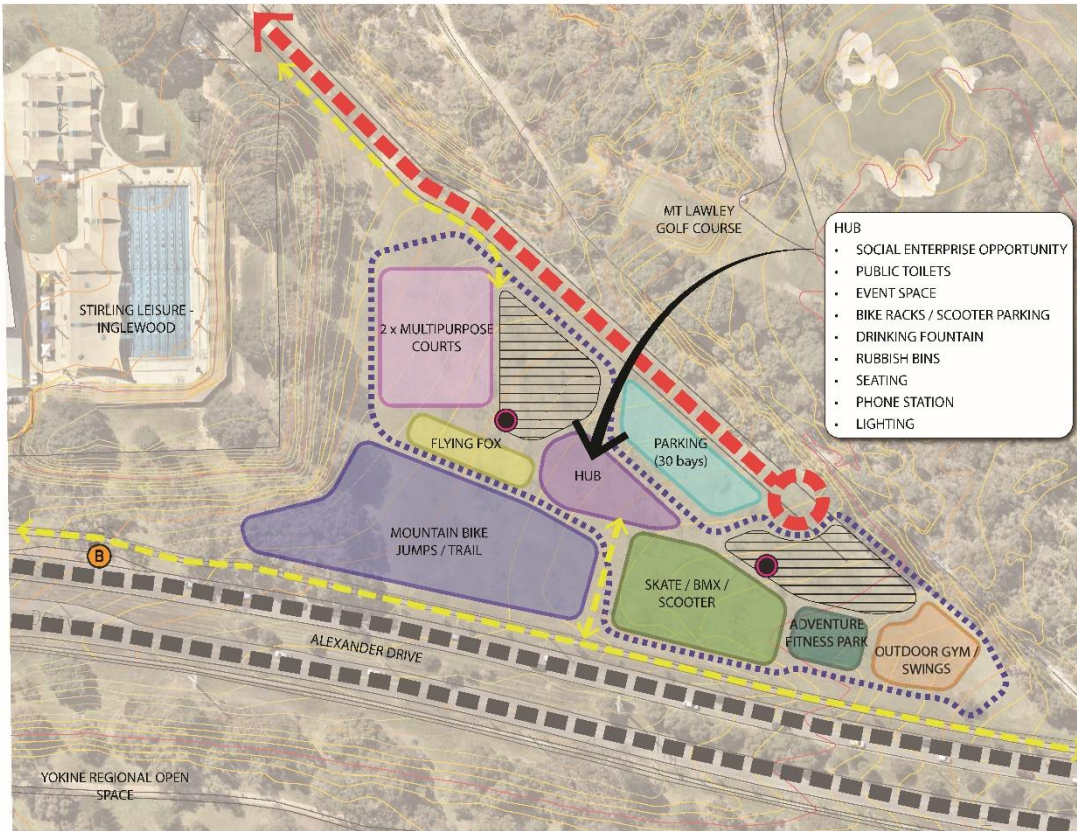 MT LAWLEY
GOLF COURSE
HUB
• SOCIAL ENTERPRISE OPPORTUNITY
• PUBLIC TOILETS
• EVENT SPACE
• BIKE RACKS / SCOOTER PARKING
• DRINKING FOUNTAIN
• RUBBISH BINS
• SEATING
• PHONE STATION
• LIGHTING
STIRLING LEISURE -
INGLEWOOD
2 x MULTIPURPOSE
COURTS
FLYING FOX
HUB
PARKING
(30 bays)
MOUNTAIN BIKE
JUMPS / TRAIL
B
SKATE / BMX /
SCOOTER
ADVENTURE
FITNESS PARK
OUTDOOR GYM /
SWINGS
ALEXANDER DRIVE
YOKINE REGIONAL OPEN
SPACE